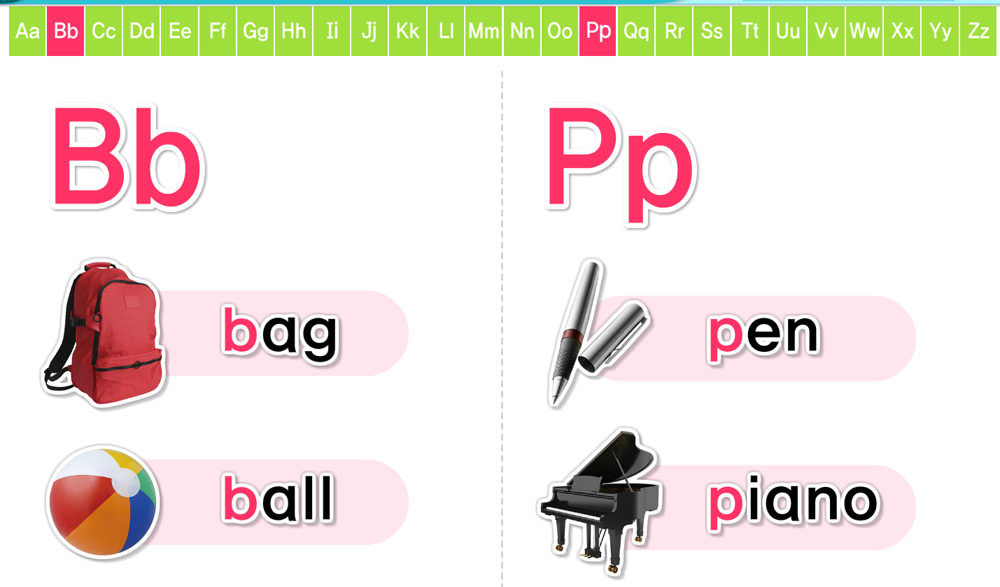 Aa Bb Cc Dd Ee Ff Gg Hh Ii Jj Kk Ll Mm Nn Oo Pp Qq Rr Ss Tt Uu Vv Ww Xx Yy Zz
Bb
bag
ball
Pp
pen
piano